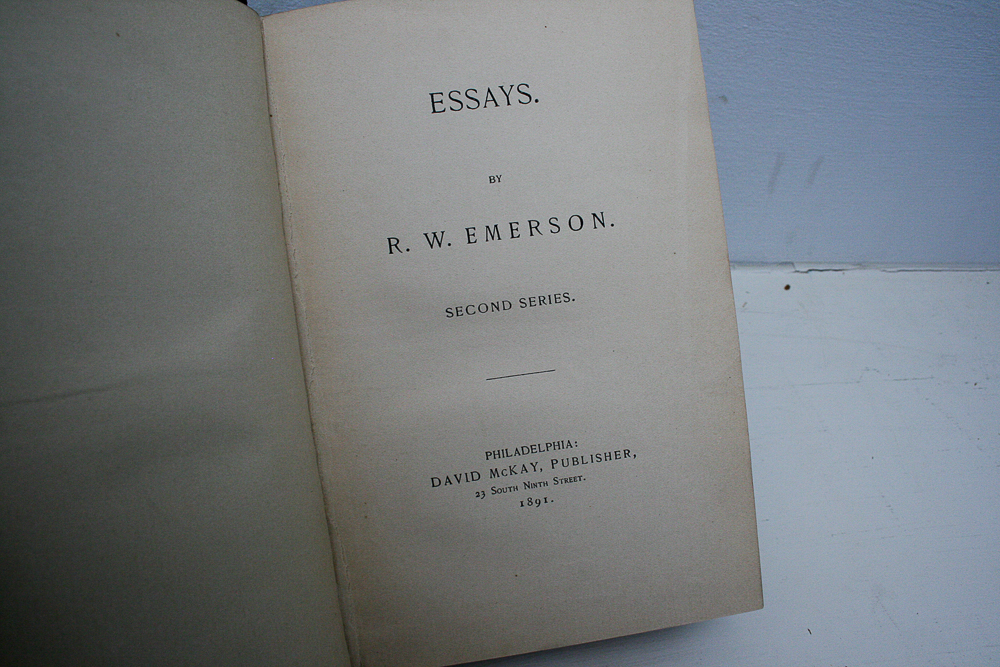 ESSAYS.
BY
R. W. EMERSON.
SECOND SERIES.
PHILADELPHIA:
DAVID McKAY, PUBLISHER,
23 SOUTH NINTH STREET.
1891.